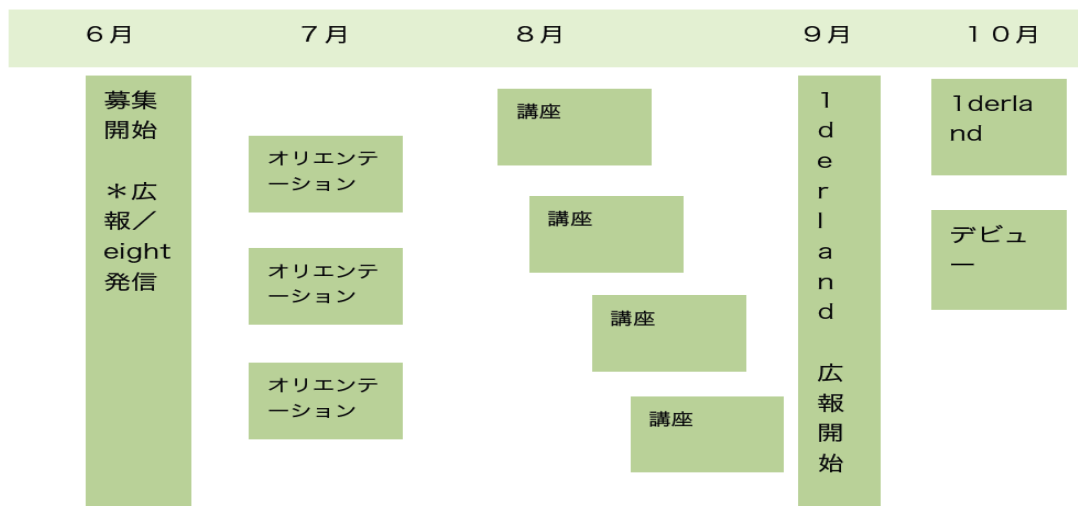 6月 7月 8月 9月 10月
募集
開始
＊広
報／
eight
発信
オリエンテ
ーション
オリエンテ
ーション
オリエンテ
ーション
講座
講座
講座
講座
1derland 広報開始
1derla
nd
デビュ
ー